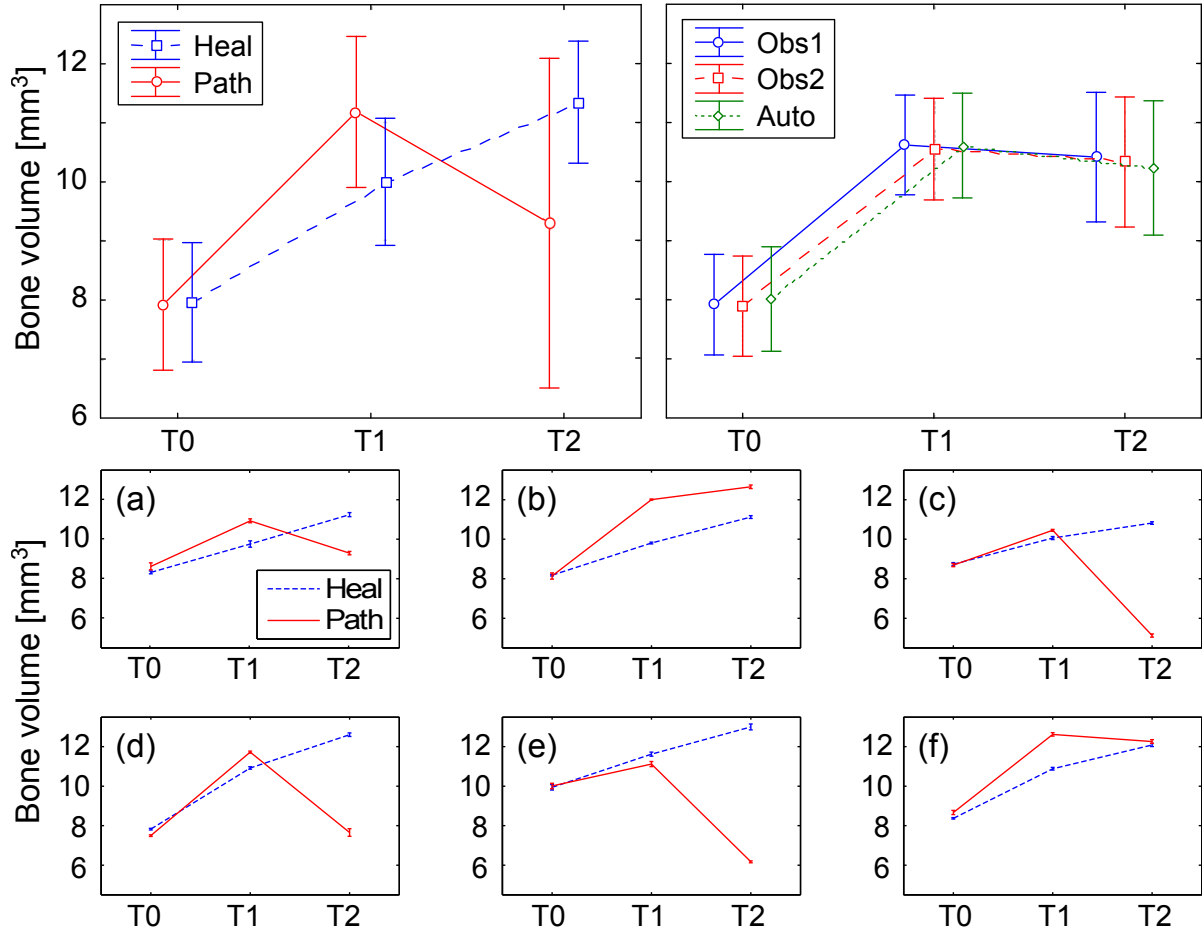 Bone volume [mm³]
12
10
8
6
Heal
Path
T0 T1 T2
Obs1
Obs2
Auto
T0 T1 T2
Bone volume [mm³]
(a)
12
10
8
6
Heal
Path
T0 T1 T2
(b)
12
10
8
6
T0 T1 T2
(c)
12
10
8
6
T0 T1 T2
(d)
12
10
8
6
T0 T1 T2
(e)
12
10
8
6
T0 T1 T2
(f)
12
10
8
6
T0 T1 T2